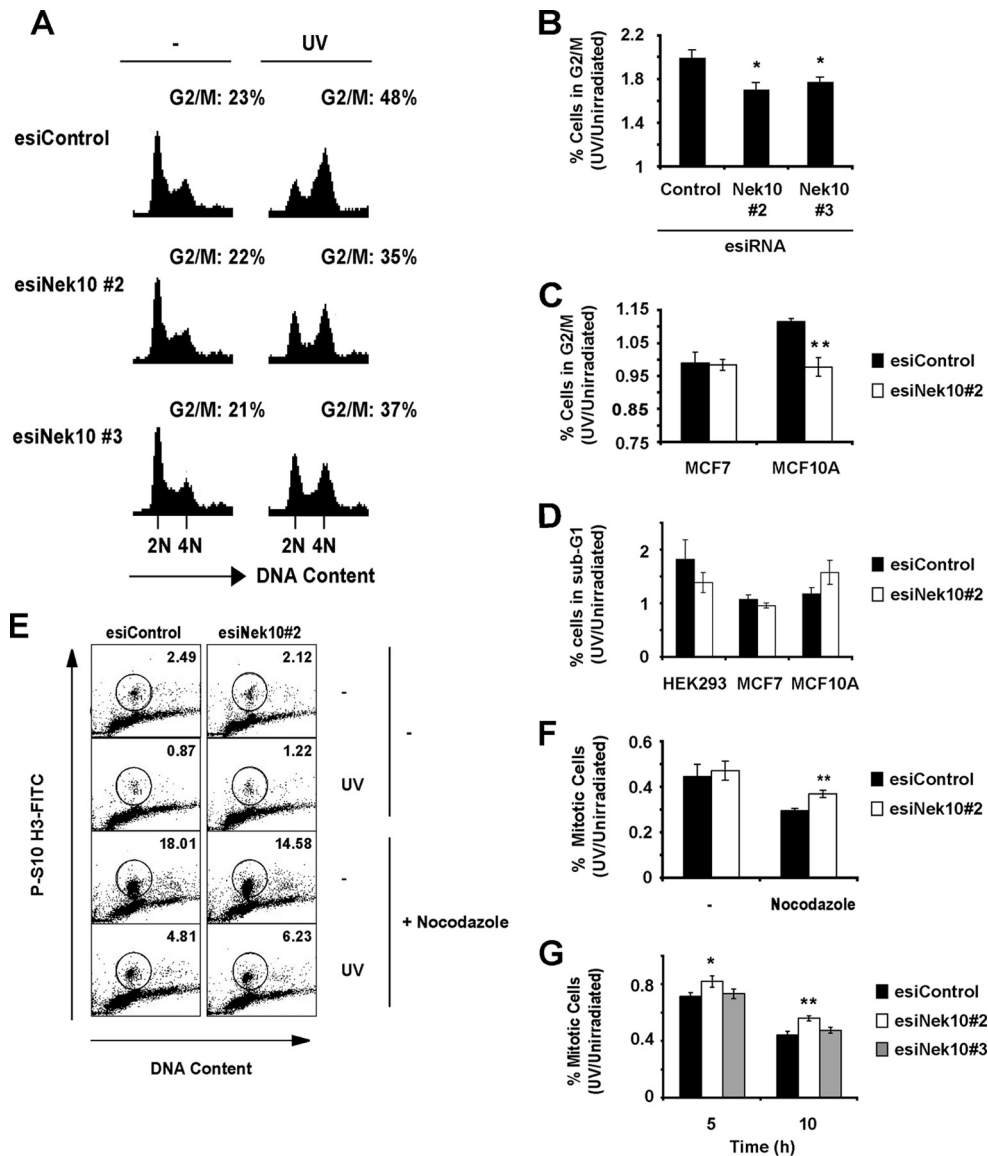 A
- UV
G2/M: 23% G2/M: 48%
esiControl
G2/M: 22% G2/M: 35%
esiNek10 #2
G2/M: 21% G2/M: 37%
esiNek10 #3
2N 4N 2N 4N
DNA Content
B
% Cells in G2/M
(UV/Unirradiated)
2.2
1.8
1.4
1
* *
Control Nek10 Nek10
#2 #3
esiRNA
C
% Cells in G2/M
(UV/Unirradiated)
1.15
1.05
0.95
0.85
0.75
**
MCF7 MCF10A
esiControl
esiNek10#2
D
% cells in sub-G1
(UV/Unirradiated)
2
1
0
HEK293 MCF7 MCF10A
esiControl
esiNek10#2
E
esiControl esiNek10#2
P-S10 H3-FITC
2.49 2.12
-
0.87 1.22
UV
-
18.01 14.58
-
4.81 6.23
UV
+ Nocodazole
DNA Content
F
% Mitotic Cells
(UV/Unirradiated)
0.6
0.4
0.2
0
**
- Nocodazole
esiControl
esiNek10#2
G
% Mitotic Cells
(UV/Unirradiated)
0.8
0.4
0
* **
5 10
Time (h)
esiControl
esiNek10#2
esiNek10#3